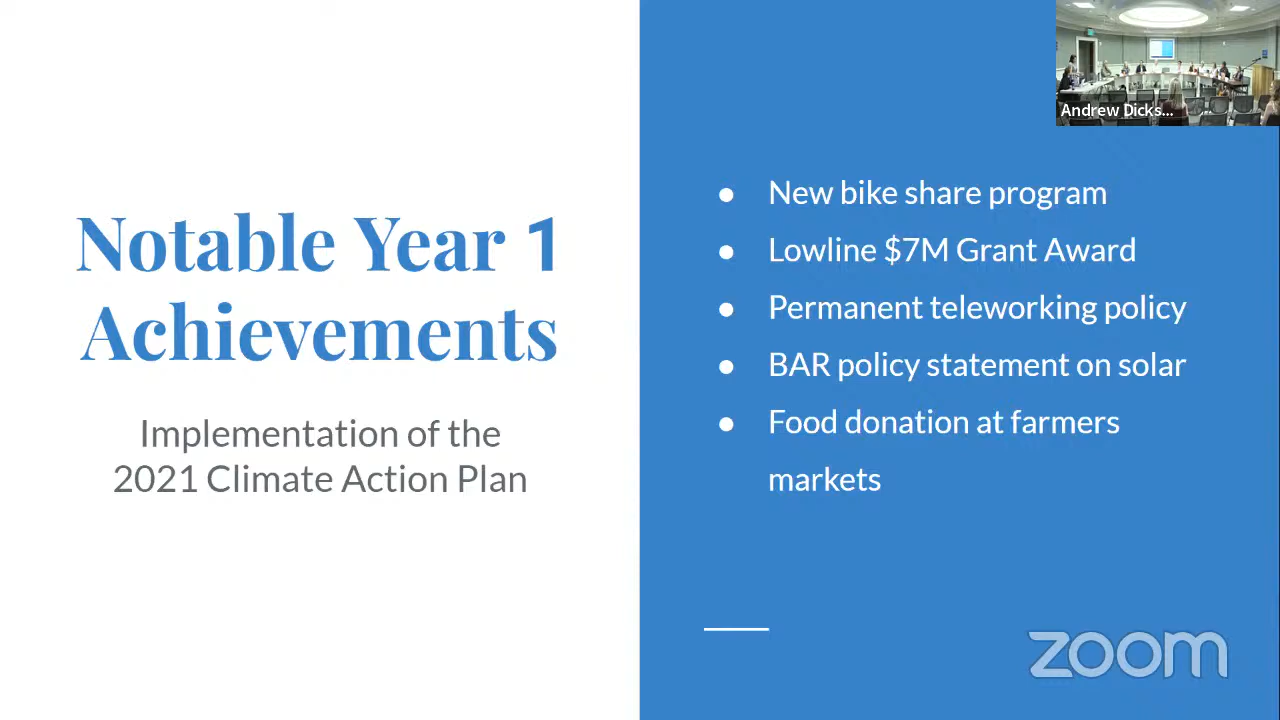 Notable Year 1
Achievements
Implementation of the
2021 Climate Action Plan
Andrew Dicks...
● New bike share program
● Lowline $7M Grant Award
● Permanent teleworking policy
● BAR policy statement on solar
● Food donation at farmers
markets
zoom